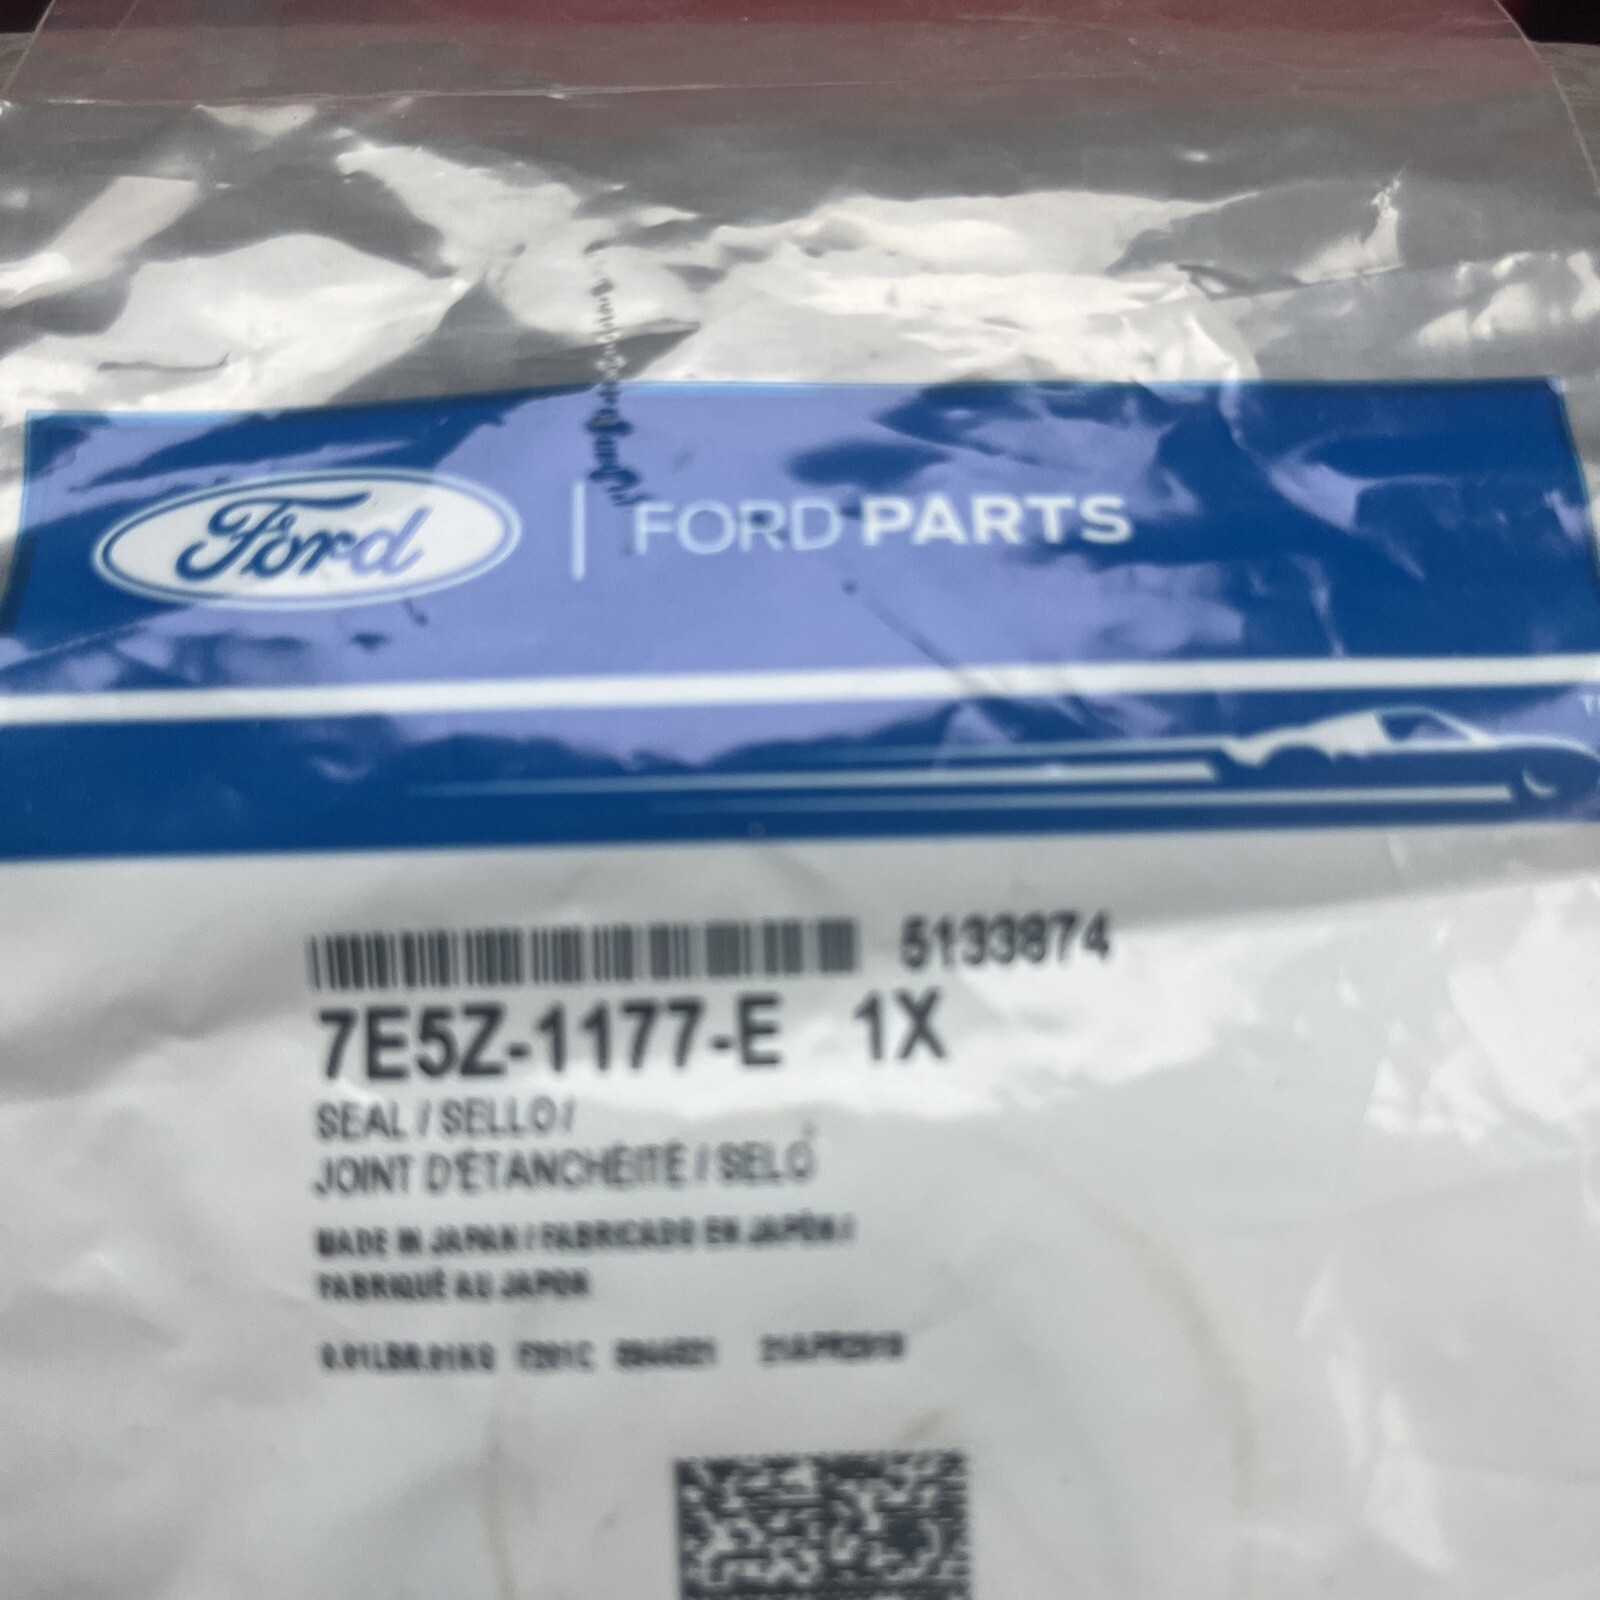 Ford FORD PARTS
5133874
7E5Z-1177-E 1X
SEAL / SELLO /
JOINT D'ÉTANCHÉITÉ / SELO
MADE IN JAPAN / FABRICADO EN JAPÓN /
FABRIQUÉ AU JAPON
21APR2018